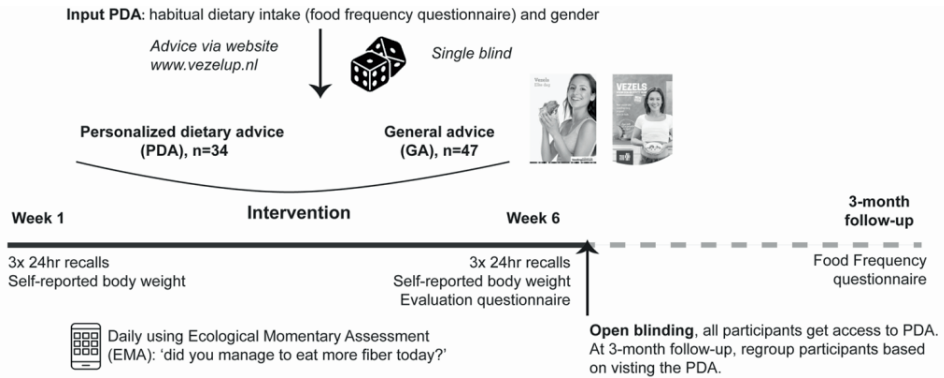 Input PDA: habitual dietary intake (food frequency questionnaire) and gender
Advice via website
www.vezelup.nl
Single blind
Personalized dietary advice
(PDA), n=34
General advice
(GA), n=47
VEZELS
Week 1
Intervention
Week 6
3-month
follow-up
3x 24hr recalls
Self-reported body weight
3x 24hr recalls
Self-reported body weight
Evaluation questionnaire
Food Frequency
questionnaire
Daily using Ecological Momentary Assessment
(EMA): ‘did you manage to eat more fiber today?’
Open blinding, all participants get access to PDA.
At 3-month follow-up, regroup participants based
on visting the PDA.